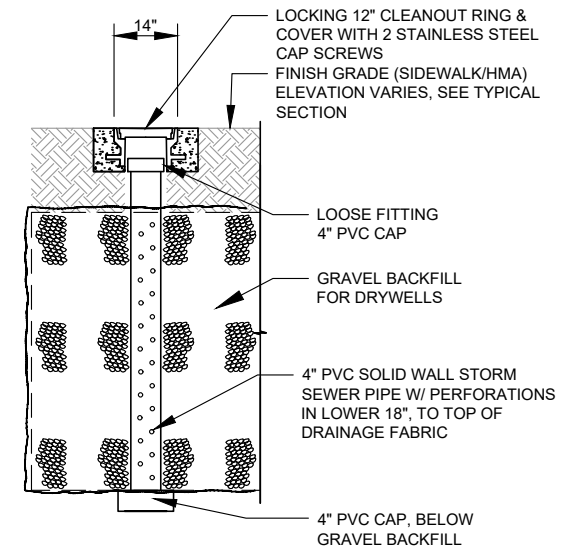 14"
LOCKING 12" CLEANOUT RING &
COVER WITH 2 STAINLESS STEEL
CAP SCREWS
FINISH GRADE (SIDEWALK/HMA)
ELEVATION VARIES, SEE TYPICAL
SECTION
LOOSE FITTING
4" PVC CAP
GRAVEL BACKFILL
FOR DRYWELLS
4" PVC SOLID WALL STORM
SEWER PIPE W/ PERFORATIONS
IN LOWER 18", TO TOP OF
DRAINAGE FABRIC
4" PVC CAP, BELOW
GRAVEL BACKFILL